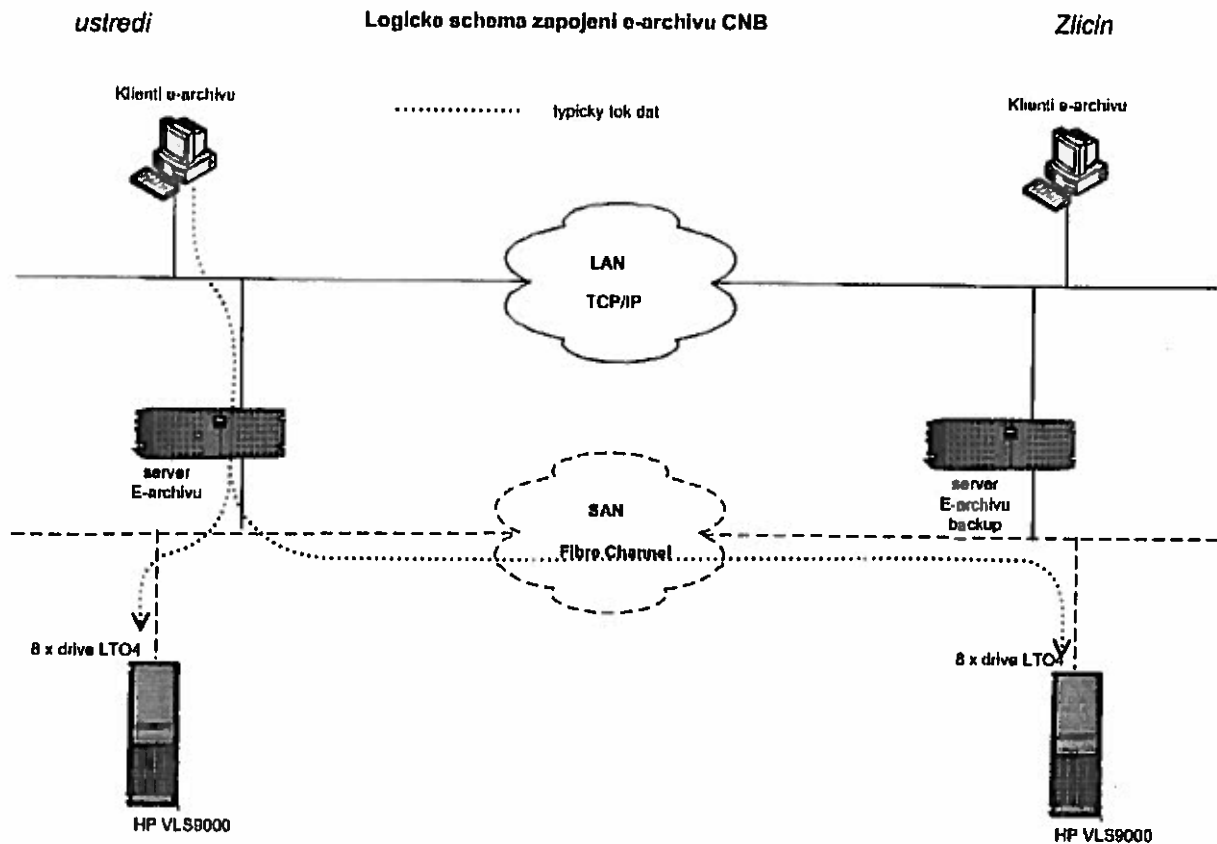 ustredi
Logicke schema zapojeni e-archivu CNB
Zlicin
Klienti e-archivu
typicky tok dat
Klienti e-archivu
LAN
TCP/IP
server
E-archivu
server
E-archivu
backup
SAN
Fibre Channel
8 x drive LTO4
8 x drive LTO4
HP VLS9000
HP VLS9000